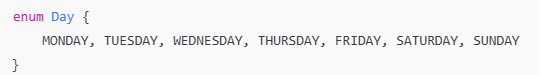 enum Day {
    MONDAY, TUESDAY, WEDNESDAY, THURSDAY, FRIDAY, SATURDAY, SUNDAY
}